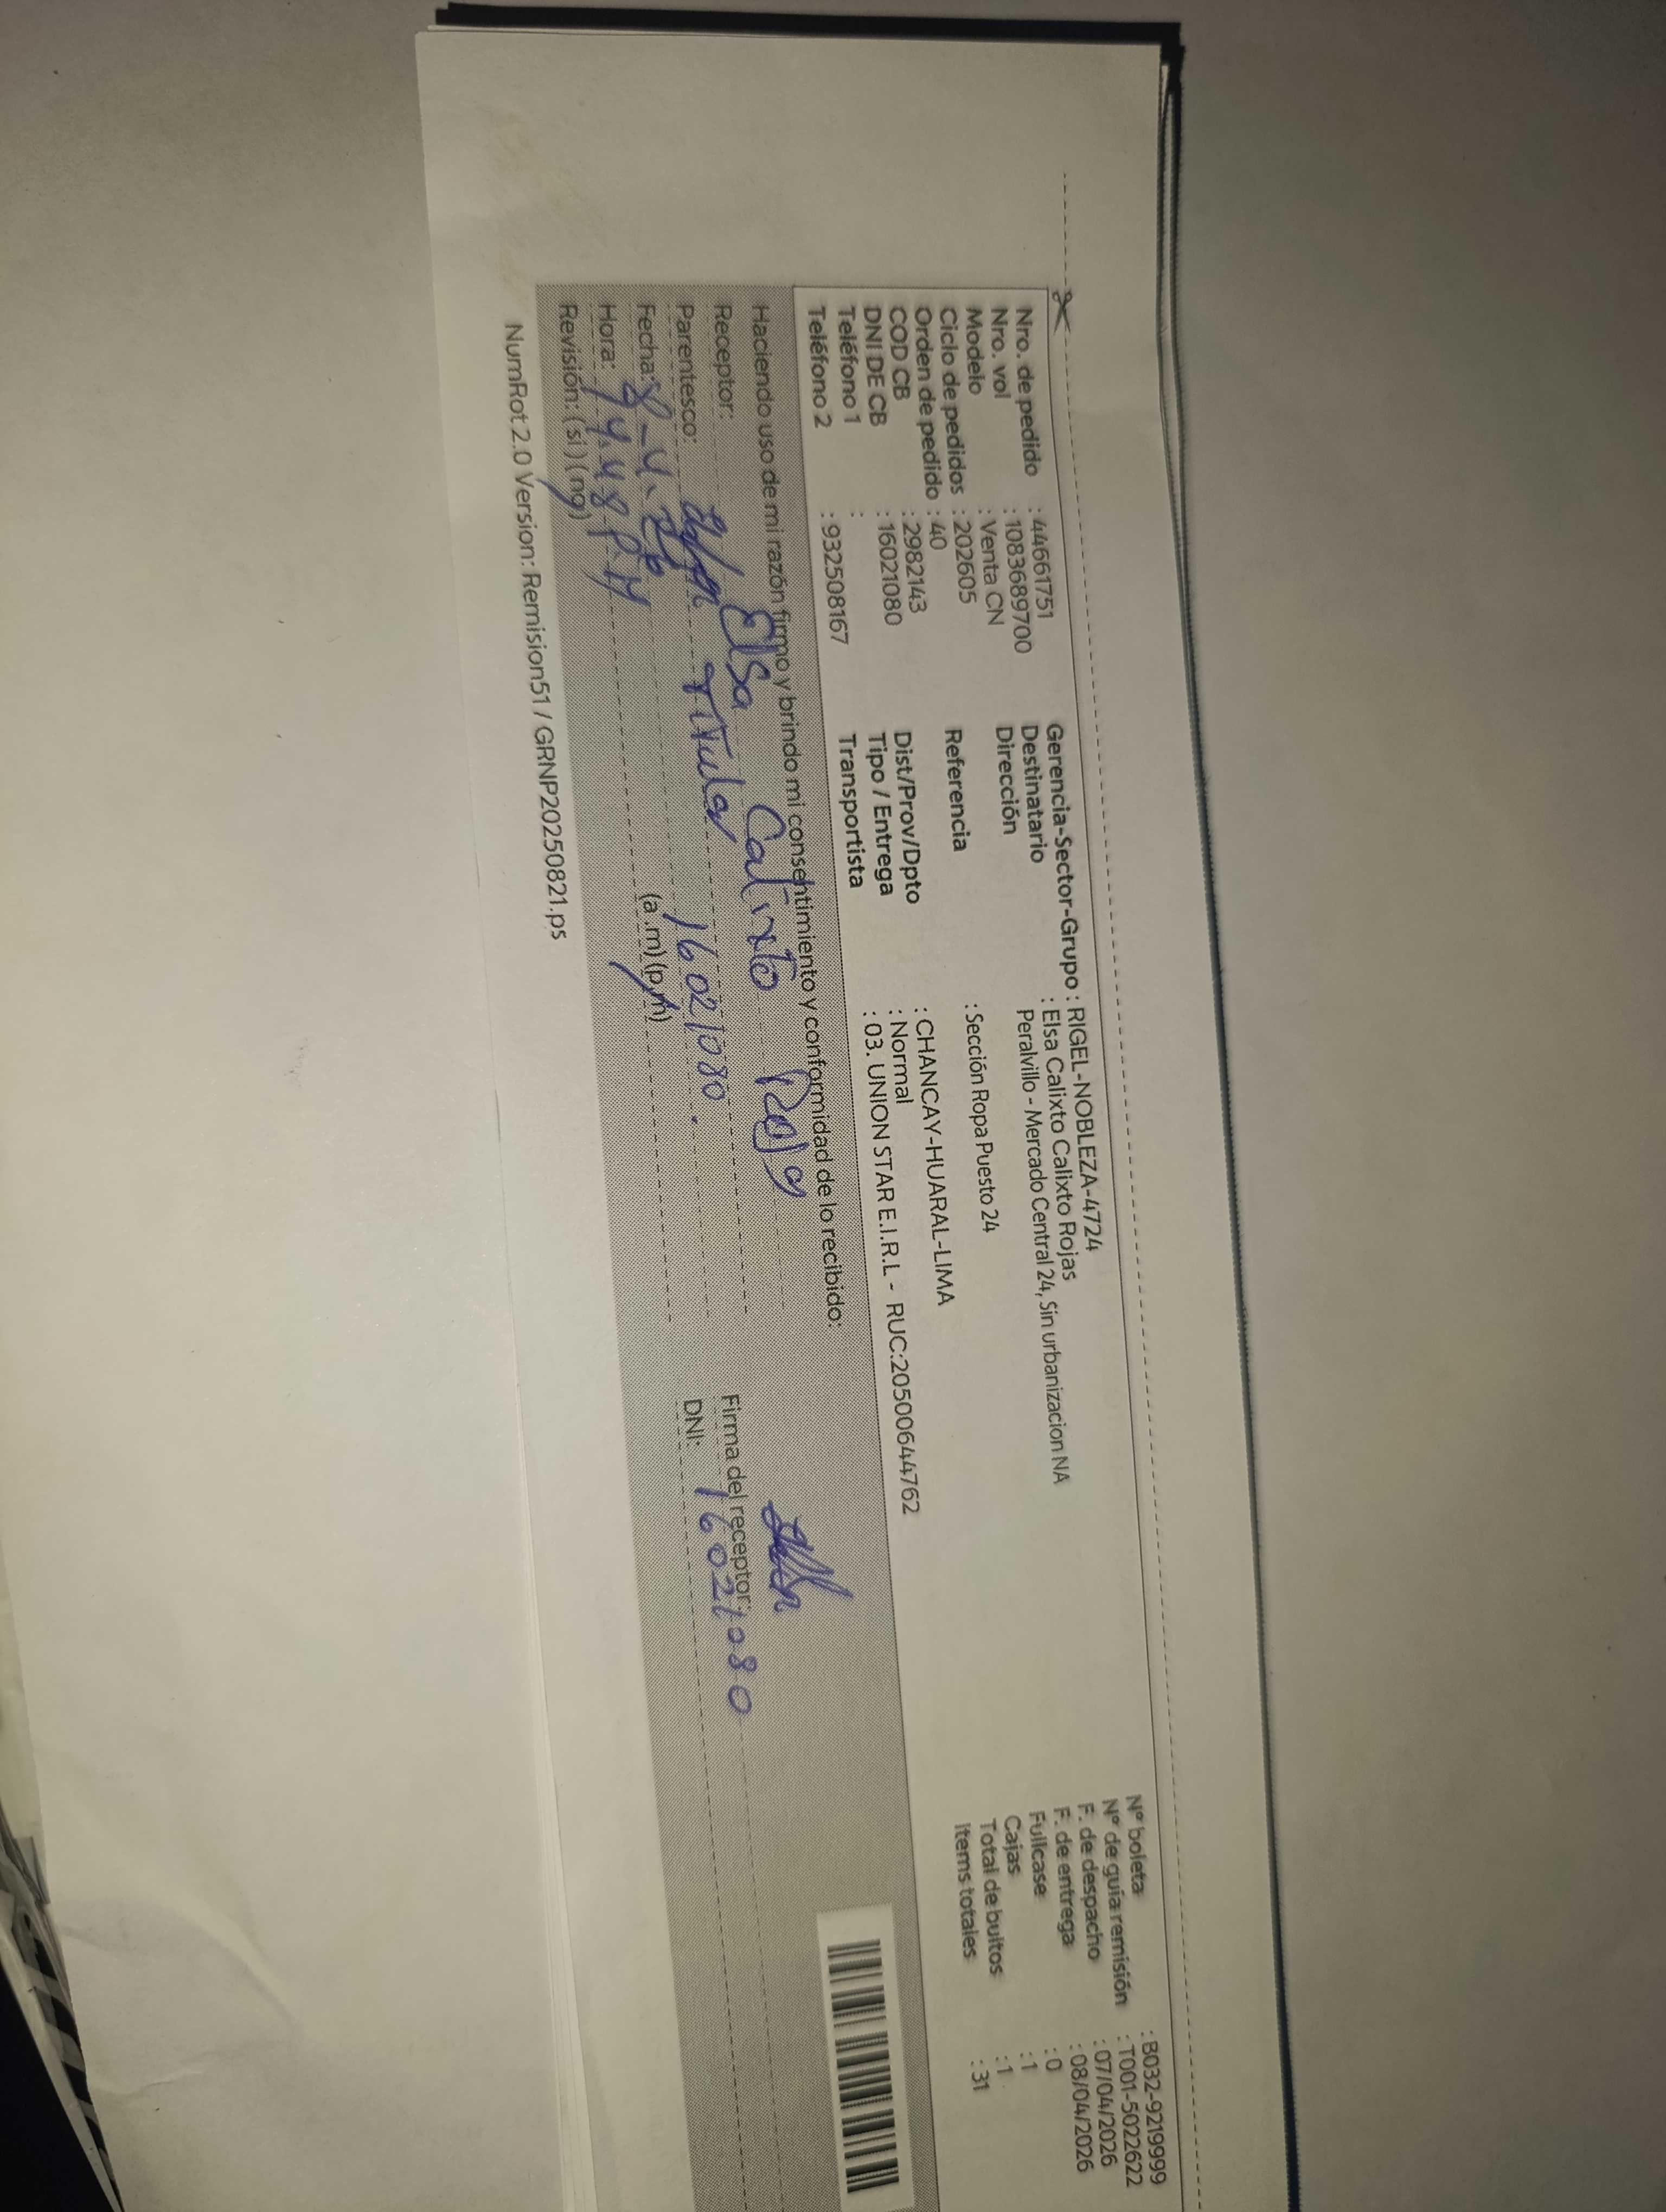 Nro. de pedido : 44661751
Nro. vol : 1083689700
Modelo : Venta CN
Ciclo de pedidos : 202605
Orden de pedido : 40
COD CB : 2982143
DNI DE CB : 16021080
Teléfono 1 :
Teléfono 2 : 932508167
Gerencia-Sector-Grupo : RIGEL-NOBLEZA-4724
Destinatario : Elsa Calixto Calixto Rojas
Dirección Peralvillo - Mercado Central 24, Sin urbanizacion NA
Referencia : Sección Ropa Puesto 24
Dist/Prov/Dpto : CHANCAY-HUARAL-LIMA
Tipo / Entrega : Normal
Transportista : 03. UNION STAR E.I.R.L - RUC:20500644762
Nº boleta : B032-9219999
Nº de guía remisión : T001-5022622
F. de despacho : 07/04/2026
F. de entrega : 08/04/2026
Fullcase : 0
Cajas : 1
Total de bultos : 1
Items totales : 31
Haciendo uso de mi razón firmo y brindo mi consentimiento y conformidad de lo recibido:
Receptor: Elsa Calixto Rojas
Parentesco: Titular 16021080
Fecha: 8-4-26
Hora: 14:48 P.M (a.m) (p.m)
Revisión: (si) (no)
Firma del receptor:
DNI: 16021080
NumRot 2.0 Version: Remision51 / GRNP20250821.ps